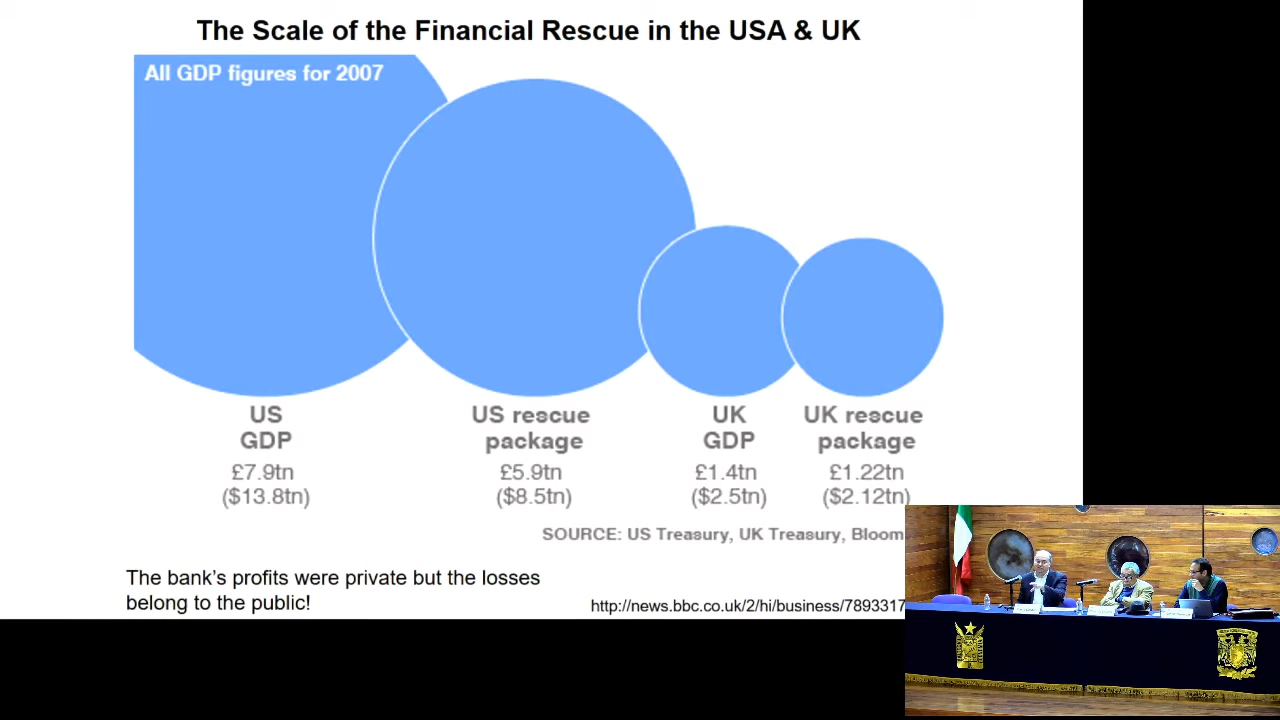 The Scale of the Financial Rescue in the USA & UK
All GDP figures for 2007
US
GDP
£7.9tn
($13.8tn)
US rescue
package
£5.9tn
($8.5tn)
UK
GDP
£1.4tn
($2.5tn)
UK rescue
package
£1.22tn
($2.12tn)
SOURCE: US Treasury, UK Treasury, Bloom
The bank's profits were private but the losses
belong to the public!
http://news.bbc.co.uk/2/hi/business/7893317